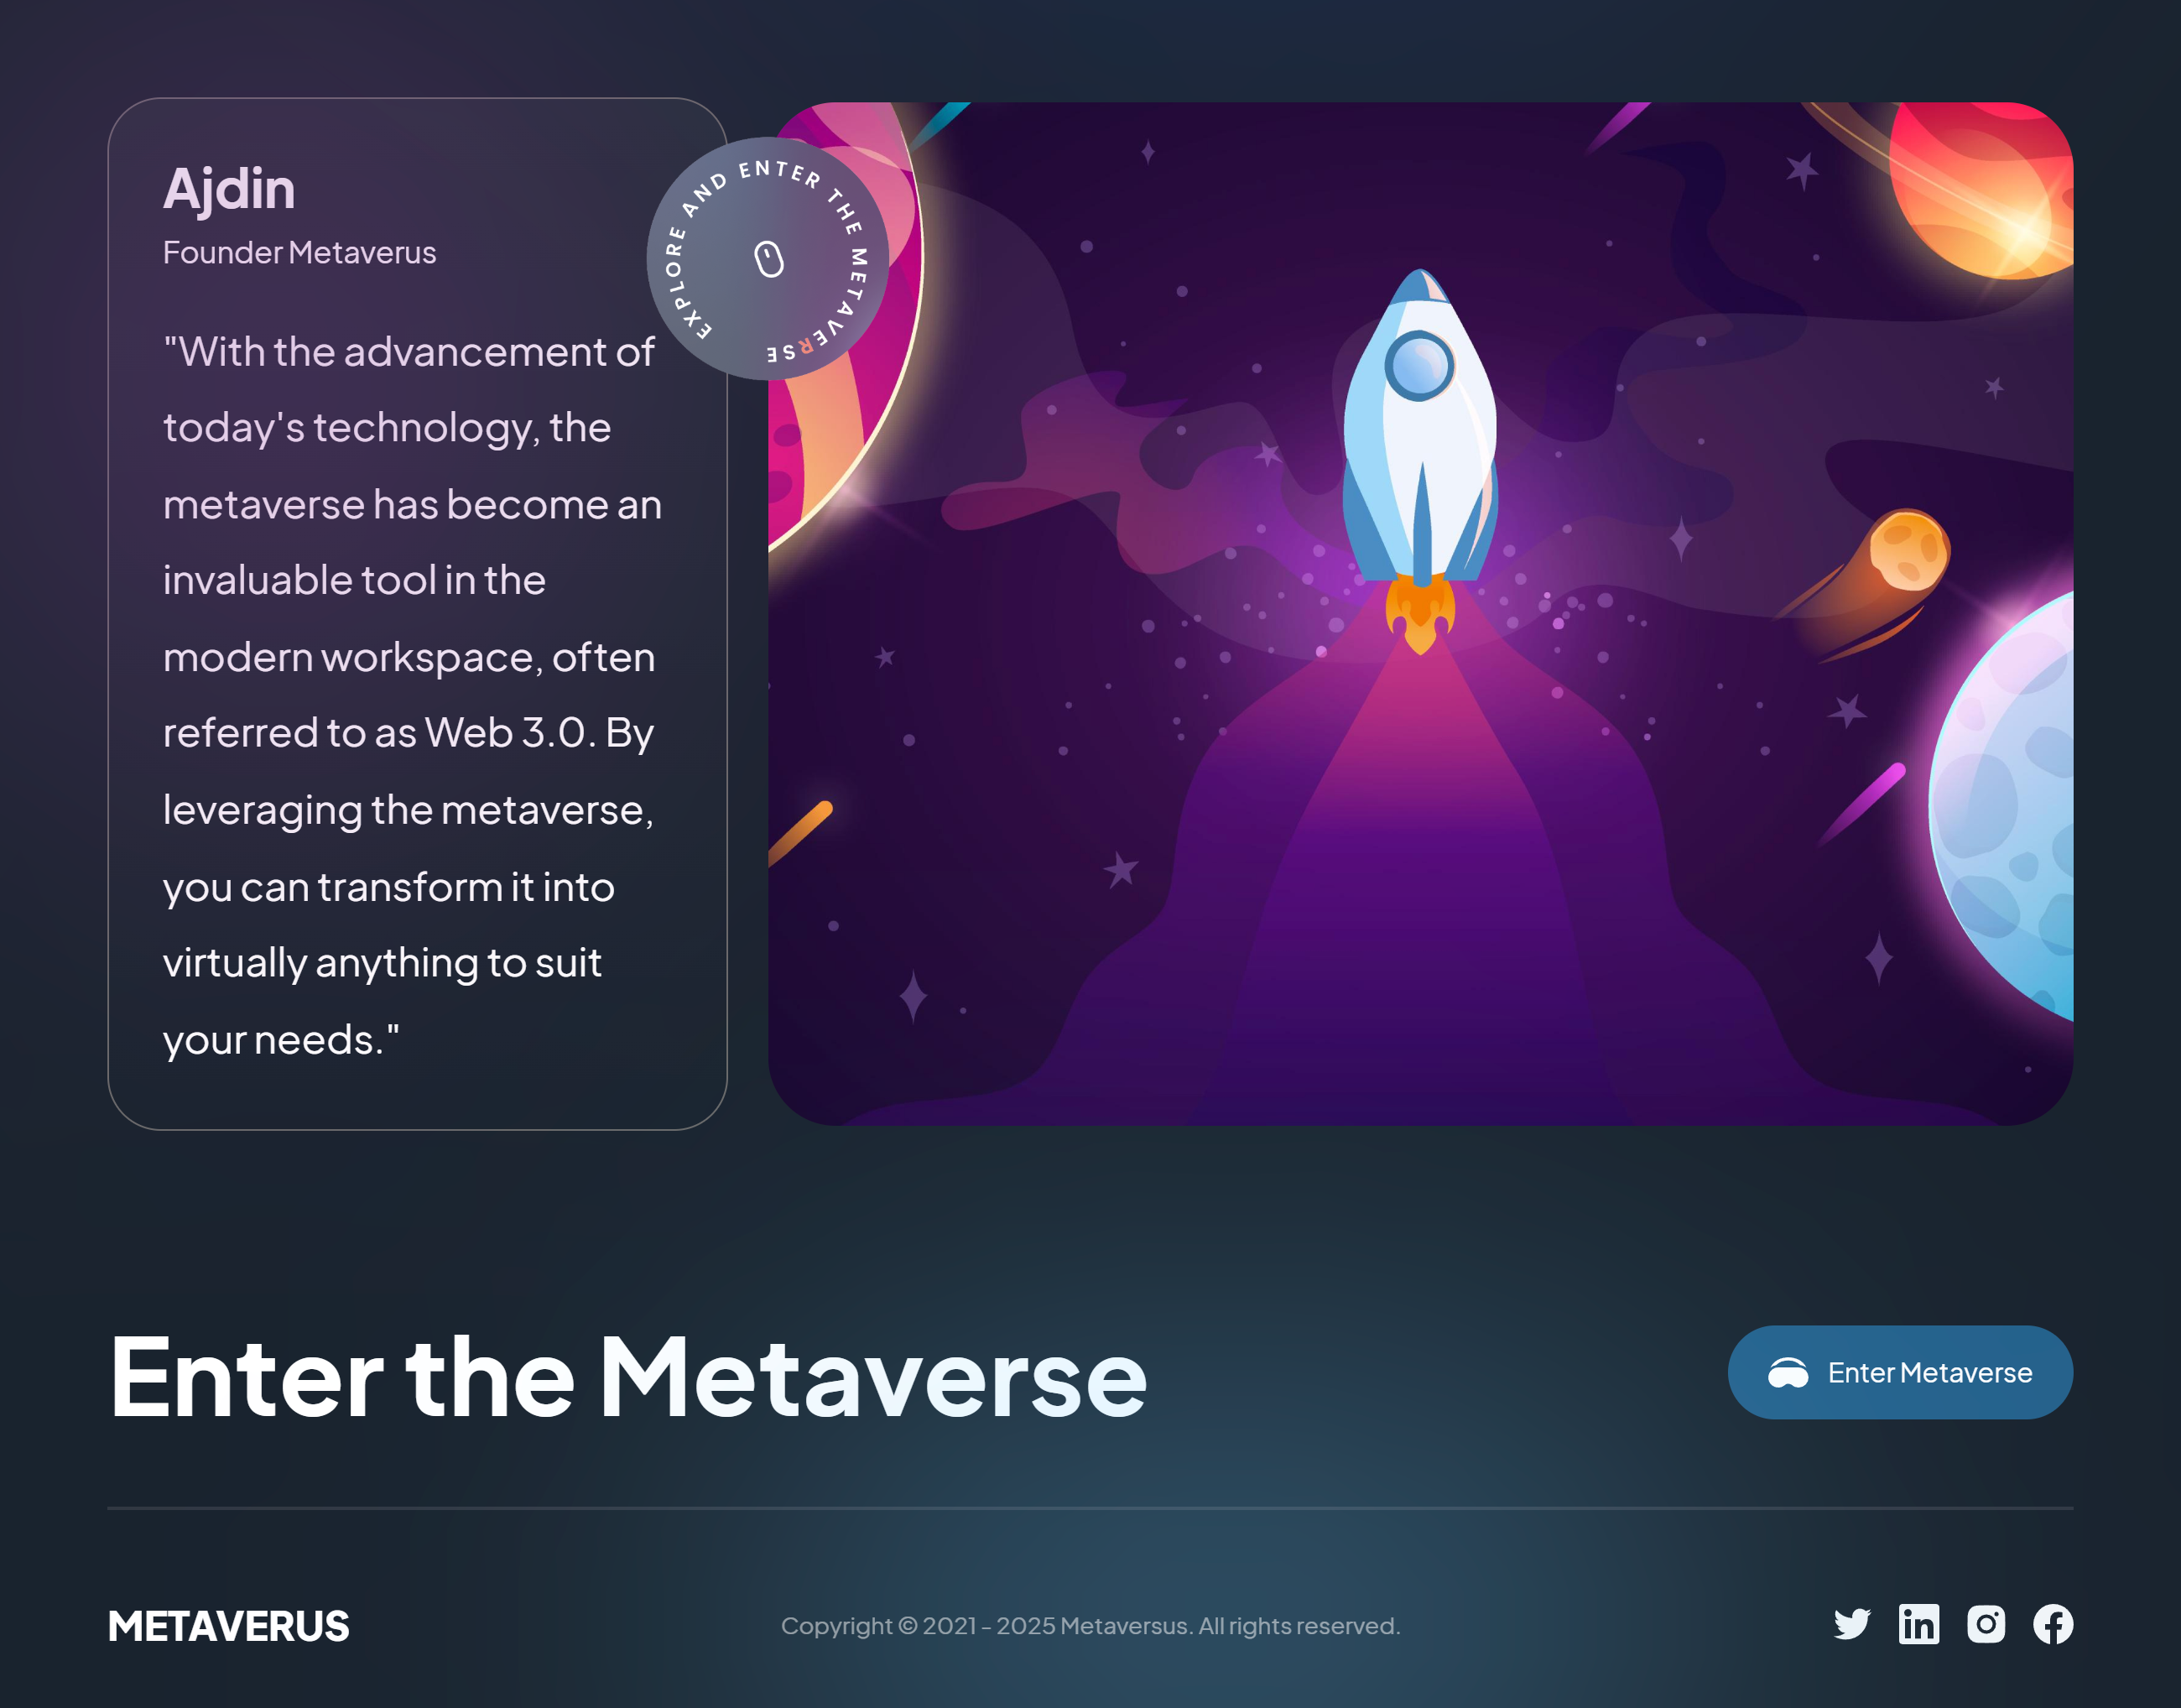 Ajdin
Founder Metaverus
EXPLORE AND ENTER THE METAVERSE
"With the advancement of
today's technology, the
metaverse has become an
invaluable tool in the
modern workspace, often
referred to as Web 3.0. By
leveraging the metaverse,
you can transform it into
virtually anything to suit
your needs."
Enter the Metaverse
Enter Metaverse
METAVERUS
Copyright © 2021 - 2025 Metaversus. All rights reserved.